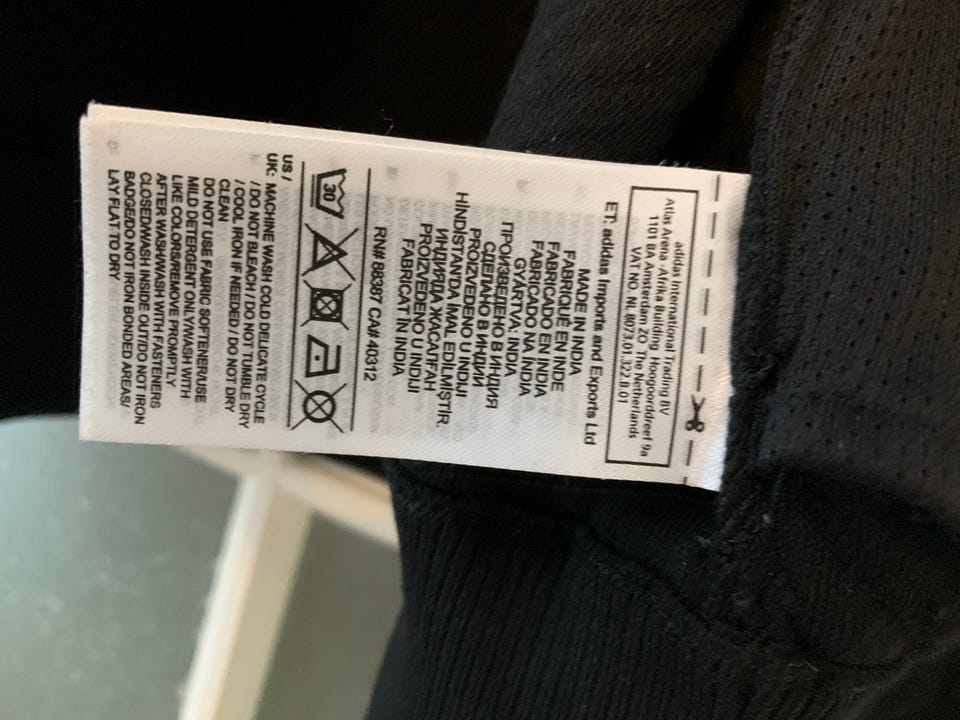 adidas International Trading BV
Atlas Arena -Afrika Building, Hoogoorddreef 9a
1101 BA Amsterdam ZO, The Netherlands
VAT NO. NL 8073.01.322.B.01
ET. adidas Imports and Exports Ltd
MADE IN INDIA
FABRIQUÉ EN INDE
FABRICADO EN INDIA
FABRICADO NA ÍNDIA
GYÁRTVA: INDIA
ПРОИЗВЕДЕНО В ИНДИЯ
СДЕЛАНО В ИНДИИ
PROIZVEDENO U INDIJI
HİNDİSTAN'DA İMAL EDİLMİŞTİR.
ИНДИЯДА ЖАСАЛҒАН
PROIZVEDENO U INDIJI
FABRICAT ÎN INDIA
RN# 88387 CA# 40312
30
US /
UK: MACHINE WASH COLD DELICATE CYCLE
/ DO NOT BLEACH / DO NOT TUMBLE DRY
/ COOL IRON IF NEEDED / DO NOT DRY
CLEAN
DO NOT USE FABRIC SOFTENER/USE
MILD DETERGENT ONLY/WASH WITH
LIKE COLORS/REMOVE PROMPTLY
AFTER WASH/WASH WITH FASTENERS
CLOSED/WASH INSIDE OUT/DO NOT IRON
BADGE/DO NOT IRON BONDED AREAS/
LAY FLAT TO DRY